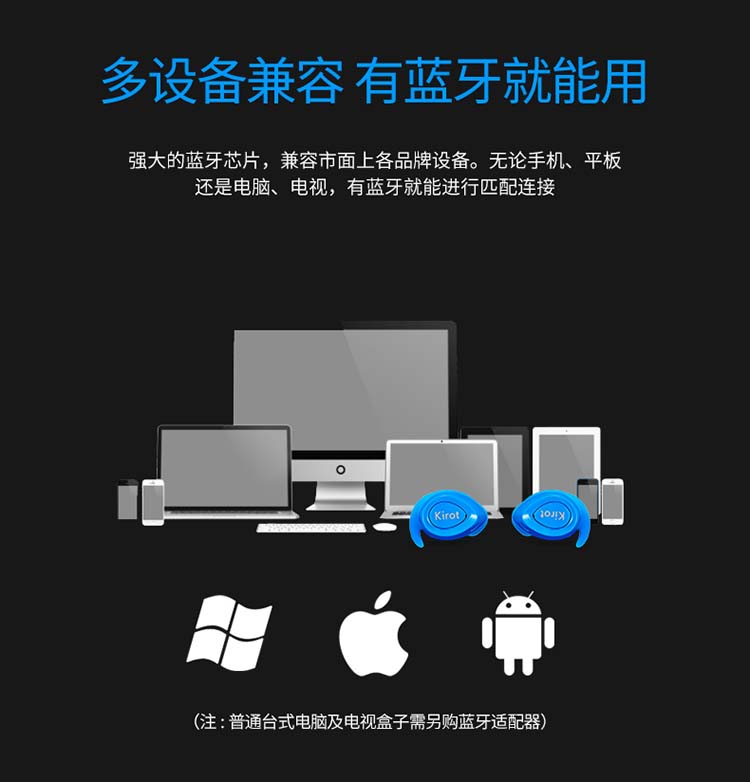 多设备兼容 有蓝牙就能用
强大的蓝牙芯片，兼容市面上各品牌设备。无论手机、平板
还是电脑、电视，有蓝牙就能进行匹配连接
Kirot
Kirot
（注：普通台式电脑及电视盒子需另购蓝牙适配器）